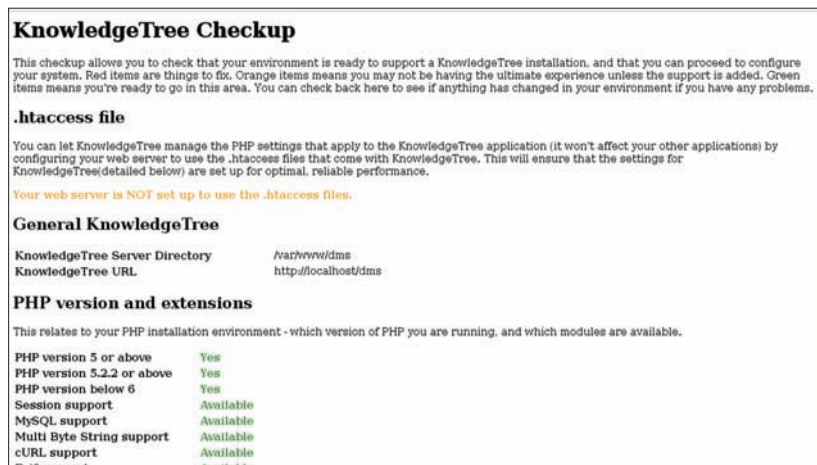 KnowledgeTree Checkup
This checkup allows you to check that your environment is ready to support a KnowledgeTree installation, and that you can proceed to configure
your system. Red items are things to fix. Orange items means you may not be having the ultimate experience unless the support is added. Green
items means you're ready to go in this area. You can check back here to see if anything has changed in your environment if you have any problems.
.htaccess file
You can let KnowledgeTree manage the PHP settings that apply to the KnowledgeTree application (it won't affect your other applications) by
configuring your web server to use the .htaccess files that come with KnowledgeTree. This will ensure that the settings for
KnowledgeTree(detailed below) are set up for optimal, reliable performance.
Your web server is NOT set up to use the .htaccess files.
General KnowledgeTree
KnowledgeTree Server Directory /var/www/dms
KnowledgeTree URL http://localhost/dms
PHP version and extensions
This relates to your PHP installation environment - which version of PHP you are running, and which modules are available.
PHP version 5 or above Yes
PHP version 5.2.2 or above Yes
PHP version below 6 Yes
Session support Available
MySQL support Available
Multi Byte String support Available
cURL support Available